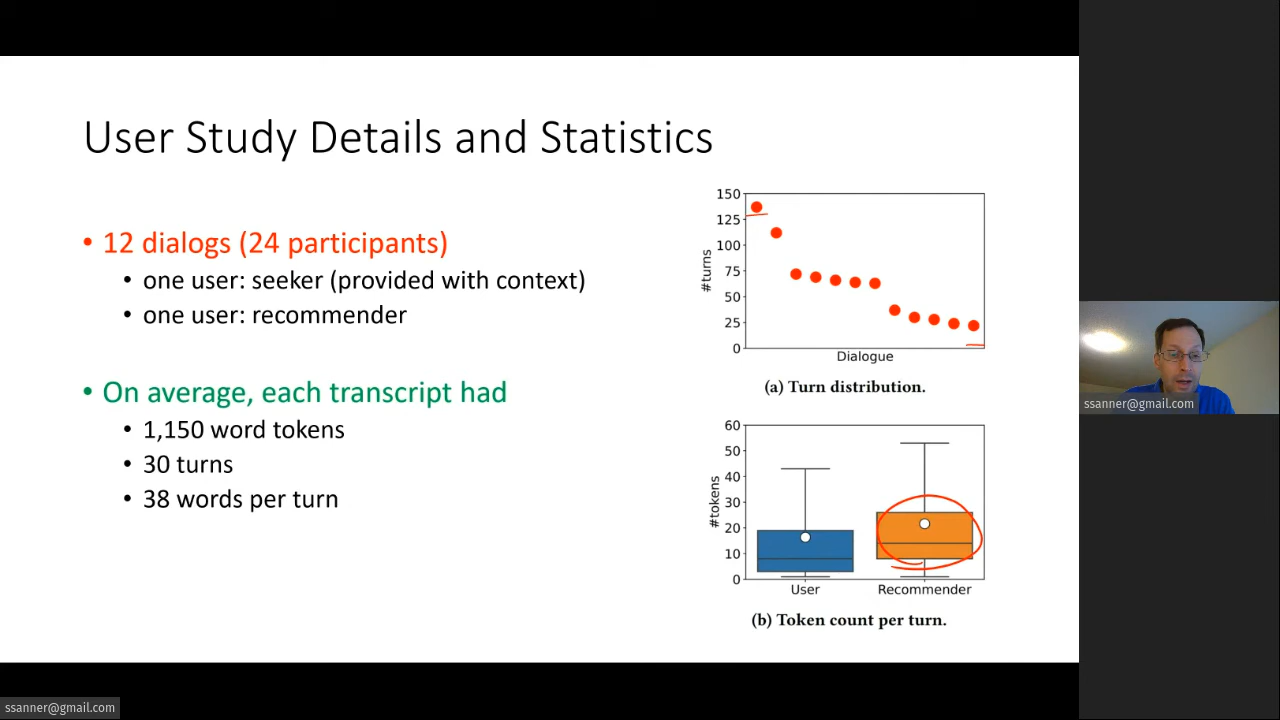 User Study Details and Statistics
• 12 dialogs (24 participants)
• one user: seeker (provided with context)
• one user: recommender
• On average, each transcript had
• 1,150 word tokens
• 30 turns
• 38 words per turn
150
125
100
75
50
25
0
#turns
Dialogue
(a) Turn distribution.
60
50
40
30
20
10
0
#tokens
User Recommender
(b) Token count per turn.
ssanner@gmail.com
ssanner@gmail.com